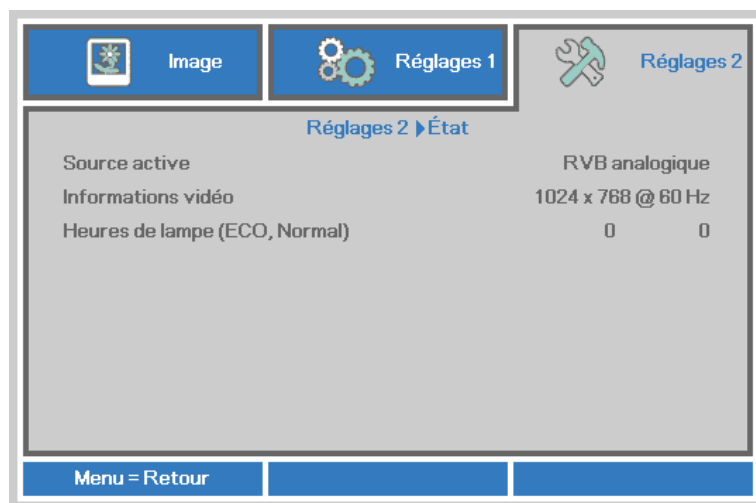 Image
Réglages 1
Réglages 2
Réglages 2 ▶ État
Source active RVB analogique
Informations vidéo 1024 x 768 @ 60 Hz
Heures de lampe (ECO, Normal) 0 0
Menu = Retour